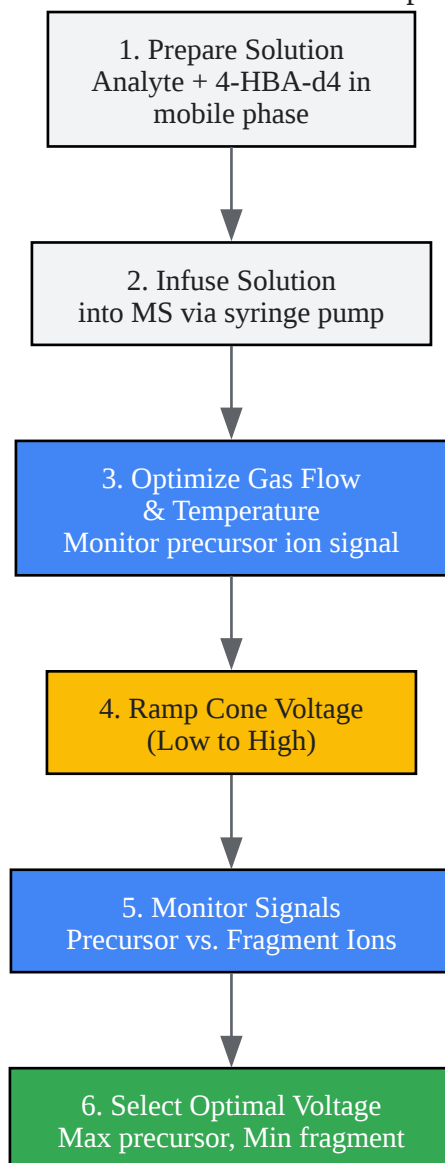 1. Prepare Solution
Analyte + 4-HBA-d4 in
mobile phase
2. Infuse Solution
into MS via syringe pump
3. Optimize Gas Flow
& Temperature
Monitor precursor ion signal
4. Ramp Cone Voltage
(Low to High)
5. Monitor Signals
Precursor vs. Fragment Ions
6. Select Optimal Voltage
Max precursor, Min fragment